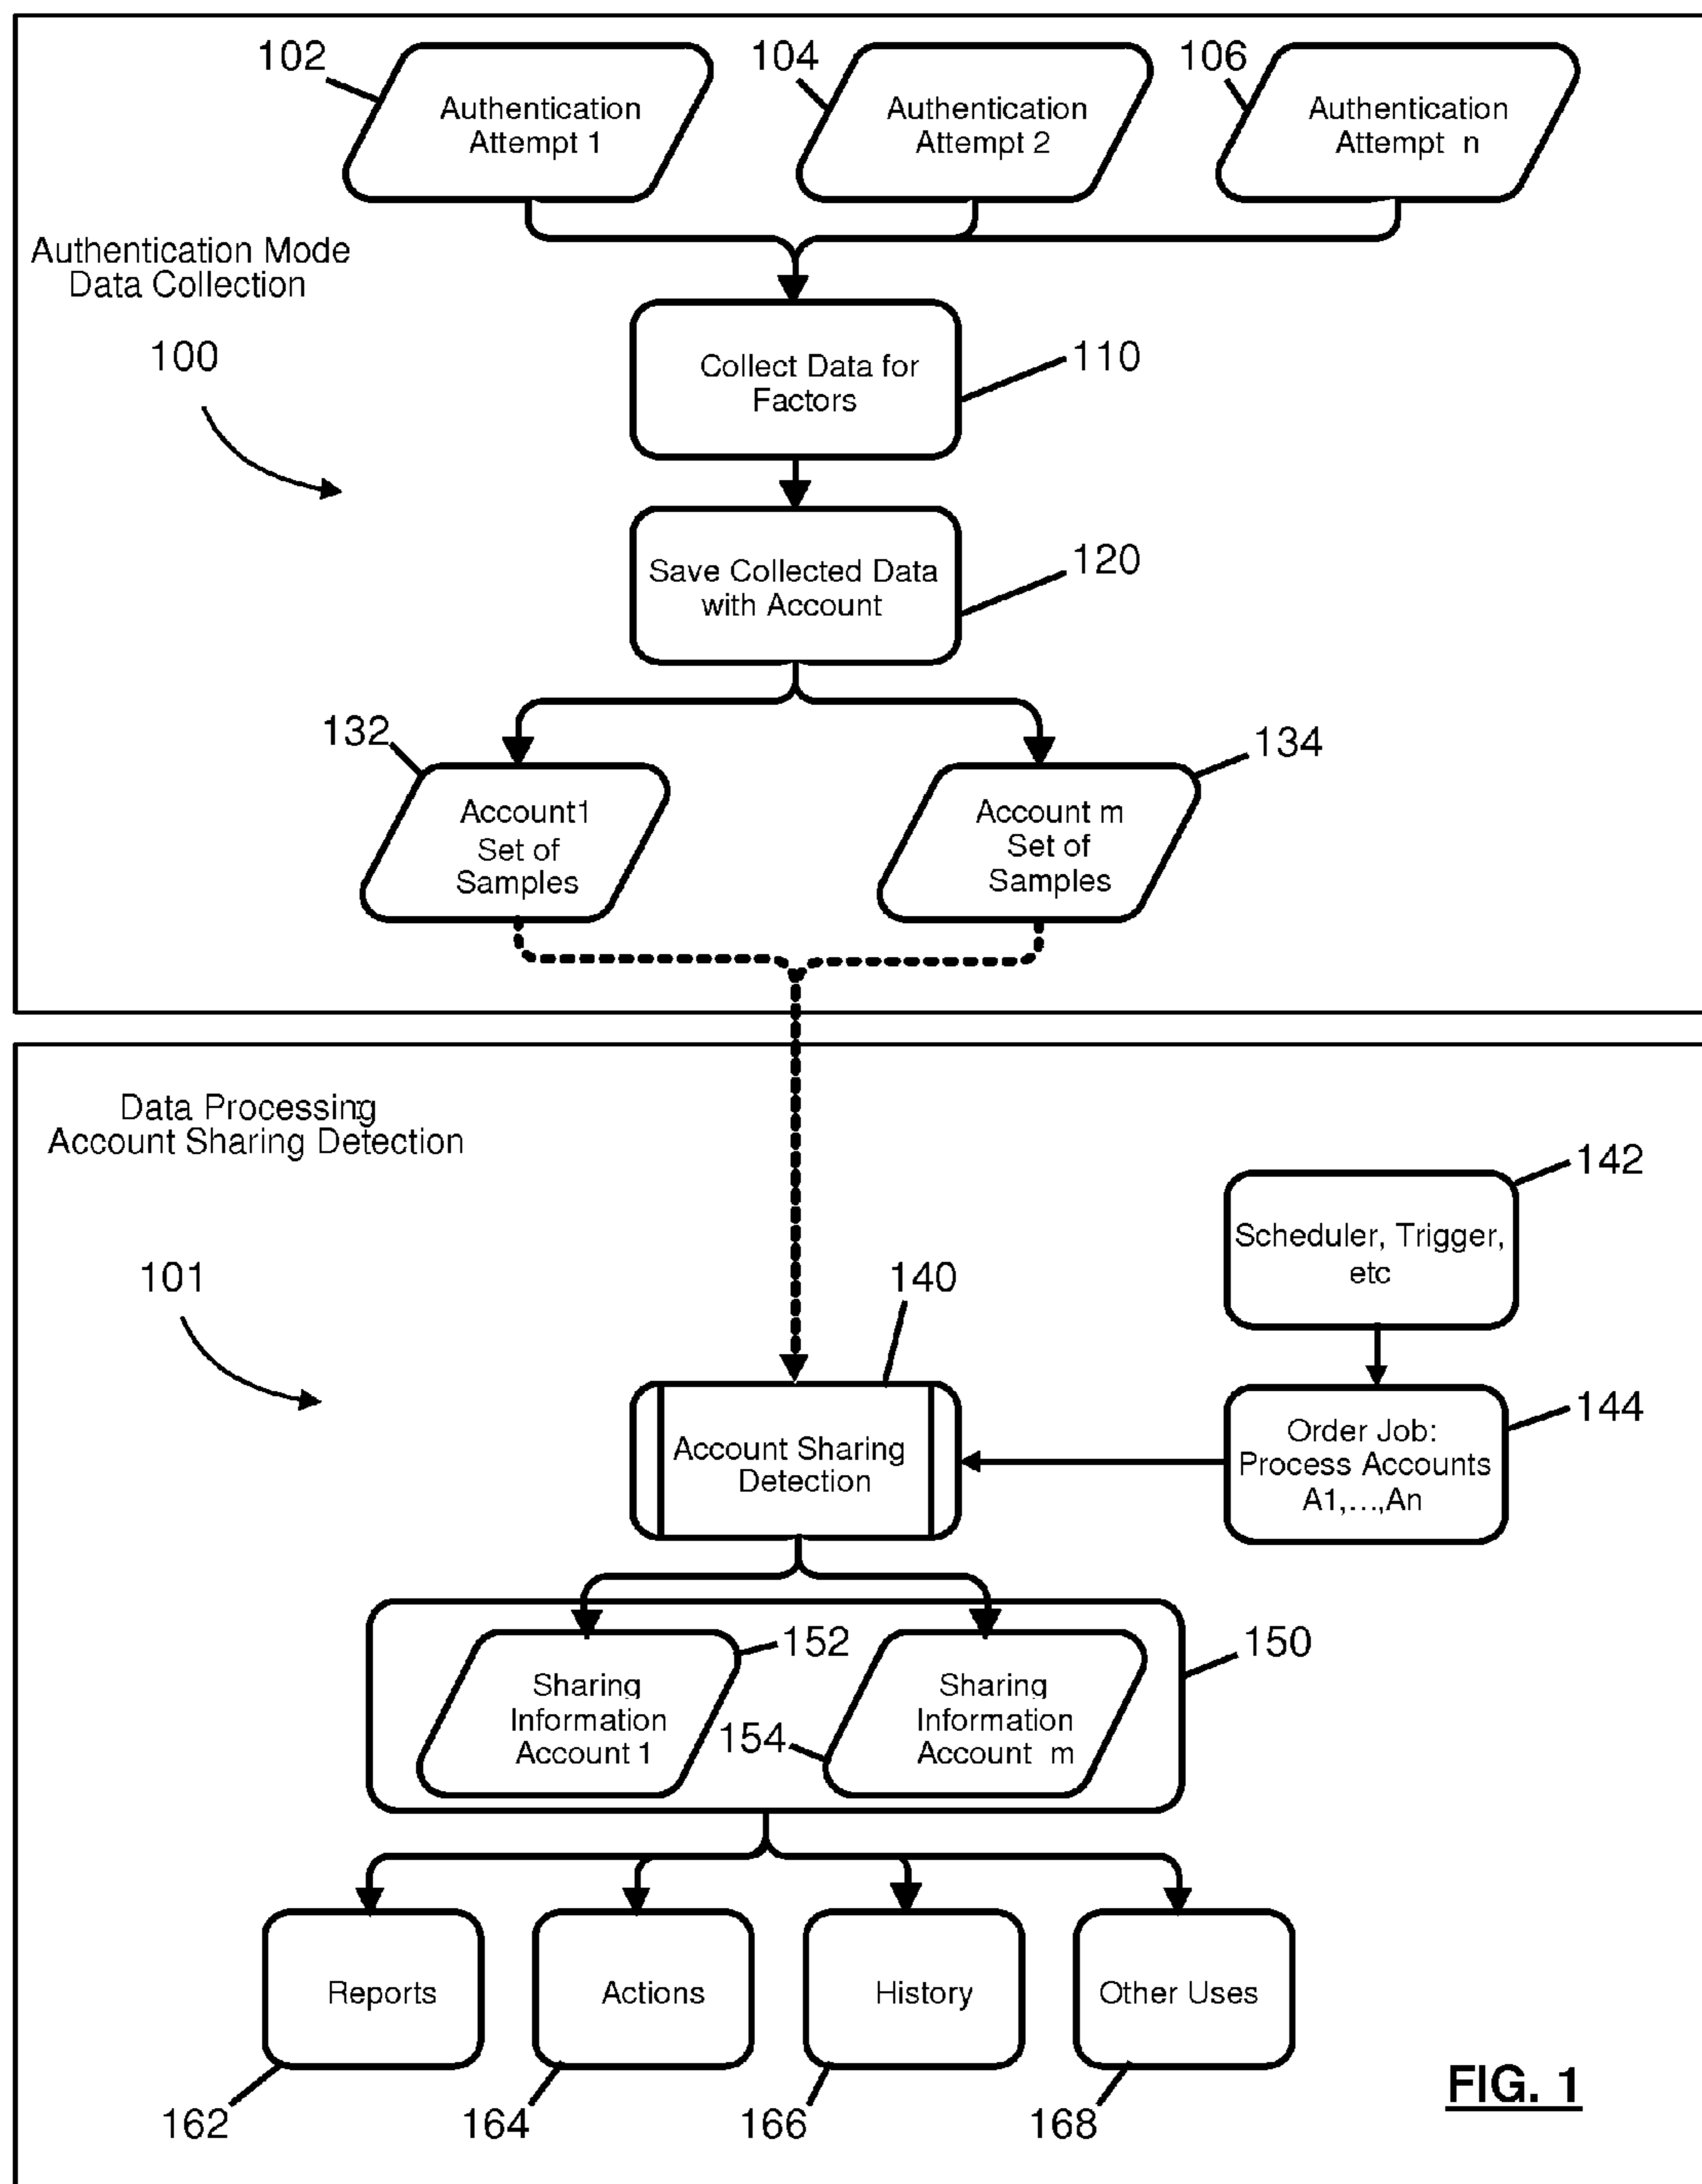 102
104
106
Authentication
Attempt 1
Authentication
Attempt 2
Authentication
Attempt n
Authentication Mode
Data Collection
100
Collect Data for
Factors
110
Save Collected Data
with Account
120
132
134
Account1
Set of
Samples
Account m
Set of
Samples
Data Processing
Account Sharing Detection
101
140
142
Scheduler, Trigger,
etc
144
Order Job:
Process Accounts
A1,...,An
Account Sharing
Detection
152
150
Sharing
Information
Account 1
154
Sharing
Information
Account m
Reports
Actions
History
Other Uses
162
164
166
168
FIG. 1